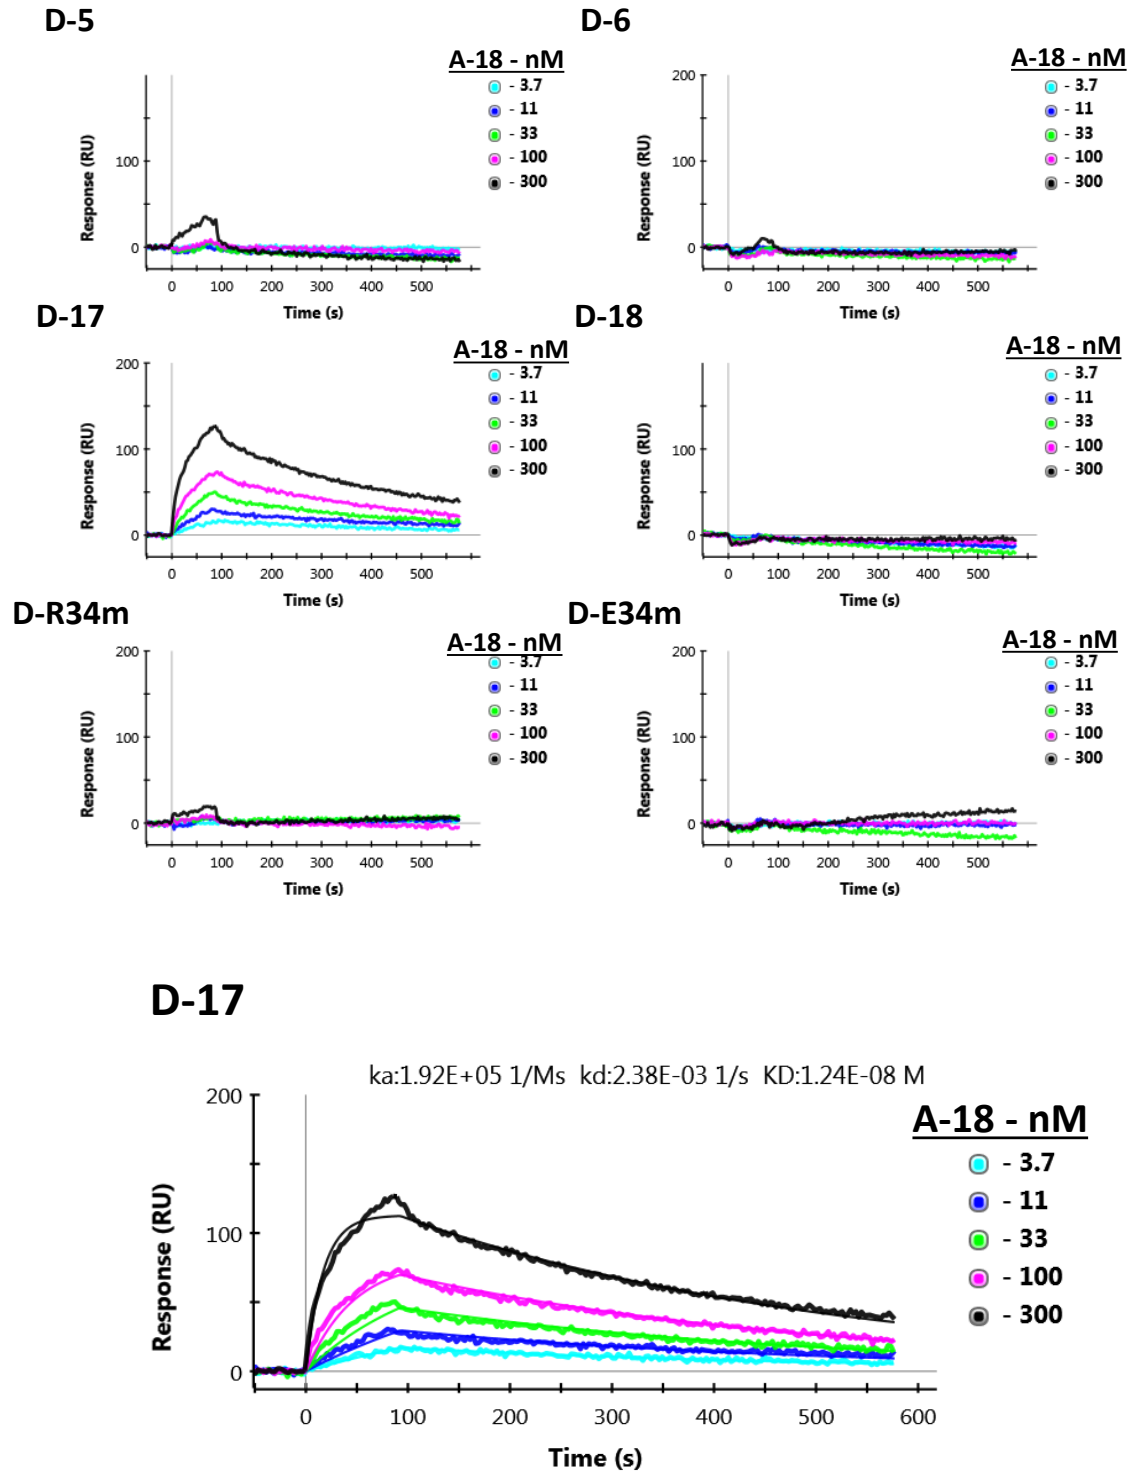 D-5
A-18 - nM
- 3.7
- 11
- 33
- 100
- 300
Response (RU)
100
0
0 100 200 300 400 500
Time (s)
D-6
A-18 - nM
- 3.7
- 11
- 33
- 100
- 300
Response (RU)
200
100
0
0 100 200 300 400 500
Time (s)
D-17
A-18 - nM
- 3.7
- 11
- 33
- 100
- 300
Response (RU)
200
100
0
0 100 200 300 400 500
Time (s)
D-18
A-18 - nM
- 3.7
- 11
- 33
- 100
- 300
Response (RU)
100
0
0 100 200 300 400 500
Time (s)
D-R34m
A-18 - nM
- 3.7
- 11
- 33
- 100
- 300
Response (RU)
200
100
0
0 100 200 300 400 500
Time (s)
D-E34m
A-18 - nM
- 3.7
- 11
- 33
- 100
- 300
Response (RU)
200
100
0
0 100 200 300 400 500
Time (s)
D-17
ka:1.92E+05 1/Ms kd:2.38E-03 1/s KD:1.24E-08 M
A-18 - nM
- 3.7
- 11
- 33
- 100
- 300
Response (RU)
200
100
0
0 100 200 300 400 500 600
Time (s)